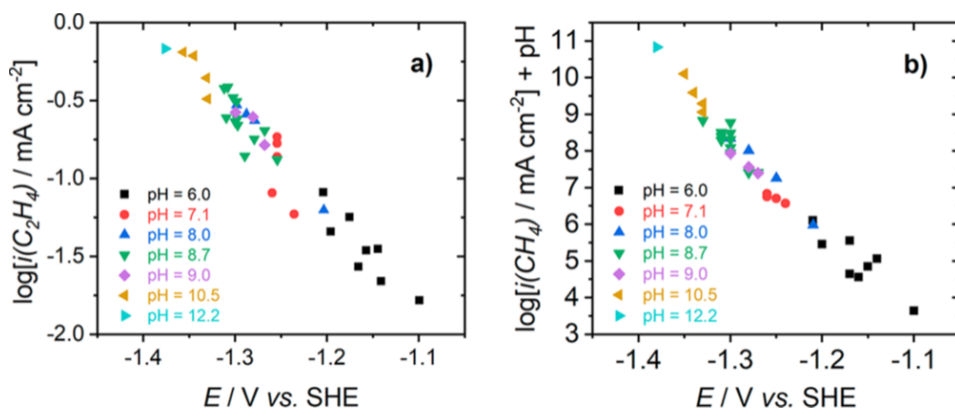 a)
log[i(C₂H₄) / mA cm⁻²]
0.0
-0.5
-1.0
-1.5
-2.0
pH = 6.0
pH = 7.1
pH = 8.0
pH = 8.7
pH = 9.0
pH = 10.5
pH = 12.2
-1.4 -1.3 -1.2 -1.1
E / V vs. SHE
b)
log[i(CH₄) / mA cm⁻²] + pH
11
10
9
8
7
6
5
4
3
pH = 6.0
pH = 7.1
pH = 8.0
pH = 8.7
pH = 9.0
pH = 10.5
pH = 12.2
-1.4 -1.3 -1.2 -1.1
E / V vs. SHE